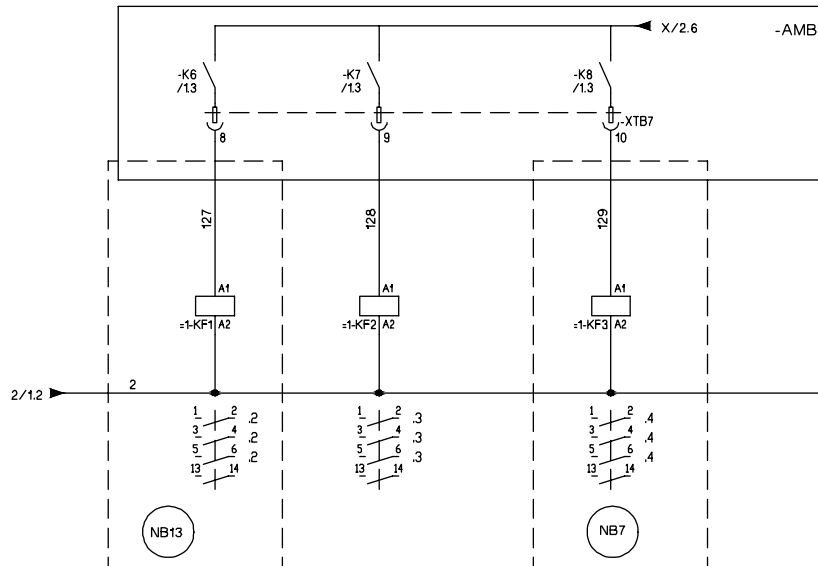 X/2.6
-AMB
-K6
/1.3
-K7
/1.3
-K8
/1.3
-XTB7
8
9
10
127
128
129
A1
A1
A1
=1-KF1 A2
=1-KF2 A2
=1-KF3 A2
2/1.2
2
1 2 .2
3 4 .2
5 6 .2
13 14
1 2 .3
3 4 .3
5 6 .3
13 14
1 2 .4
3 4 .4
5 6 .4
13 14
NB13
NB7